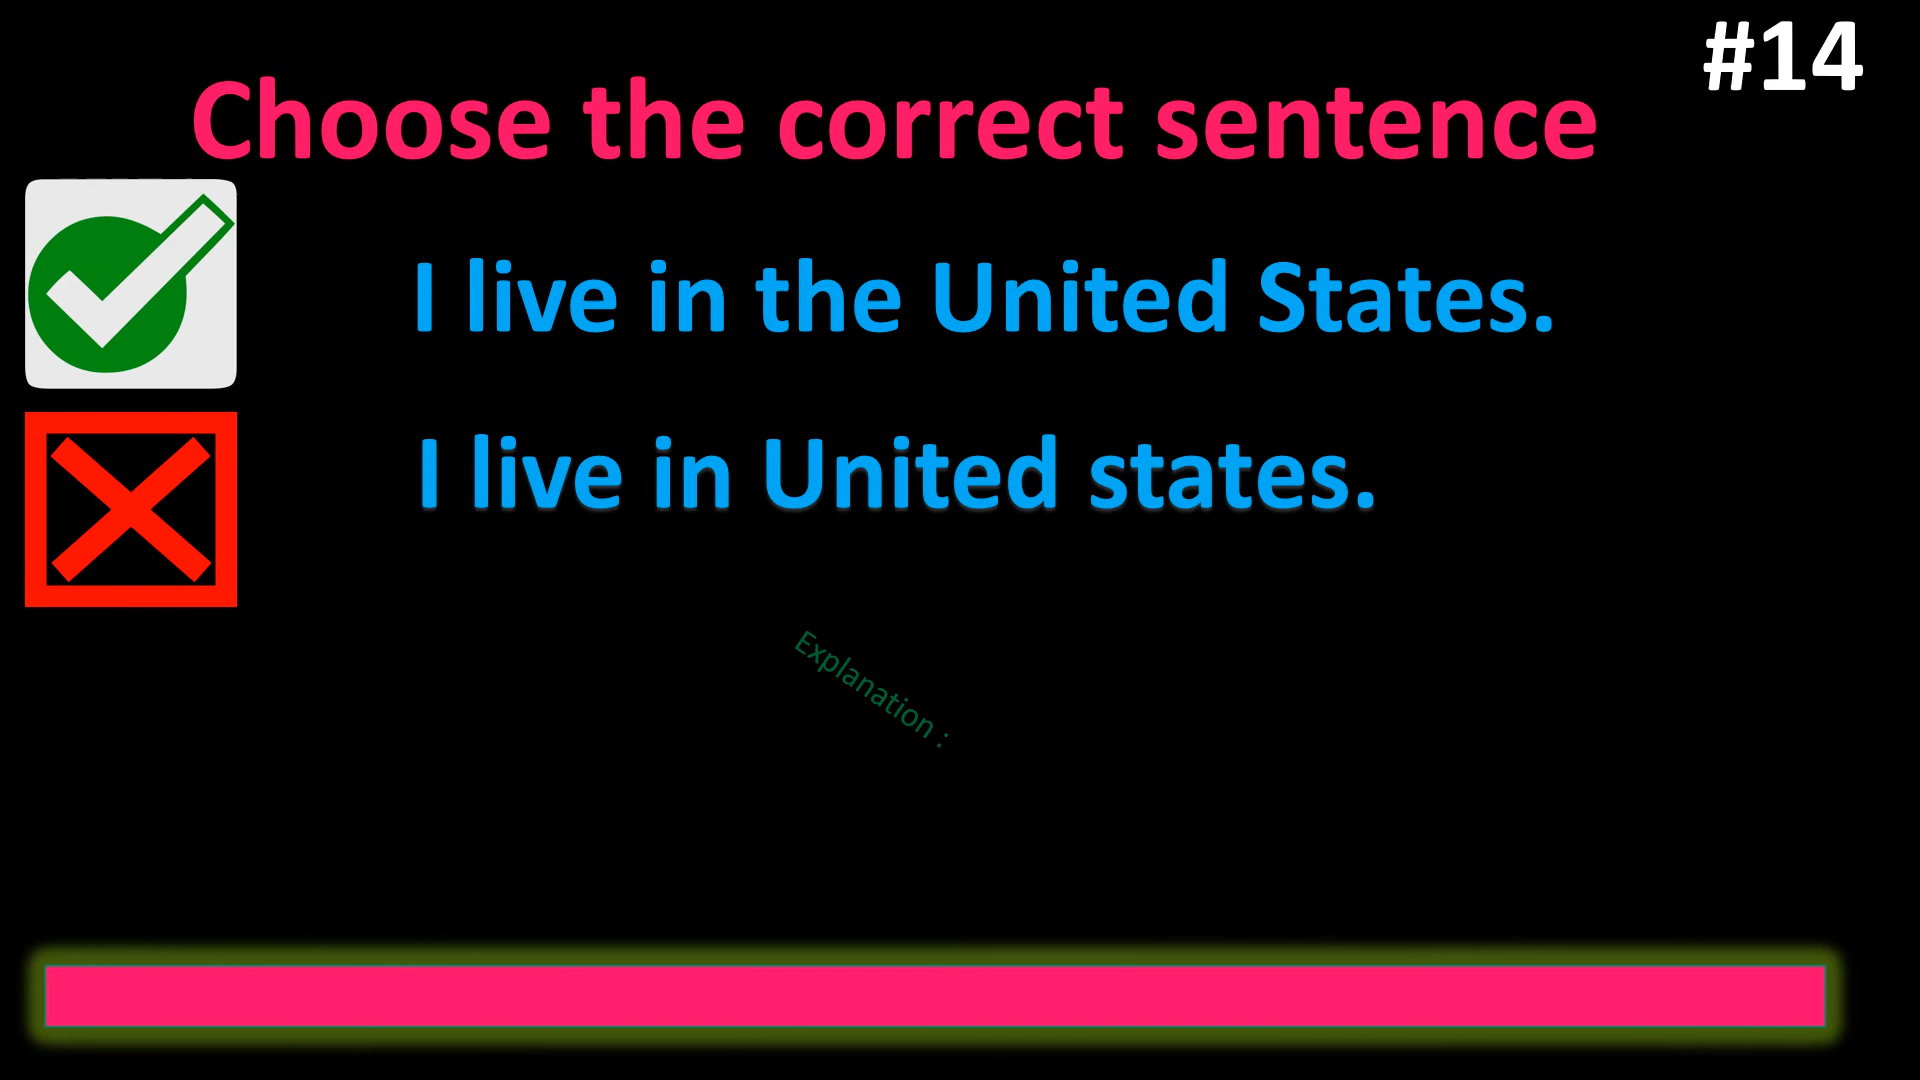 #14
Choose the correct sentence
I live in the United States.
I live in United states.
Explanation :